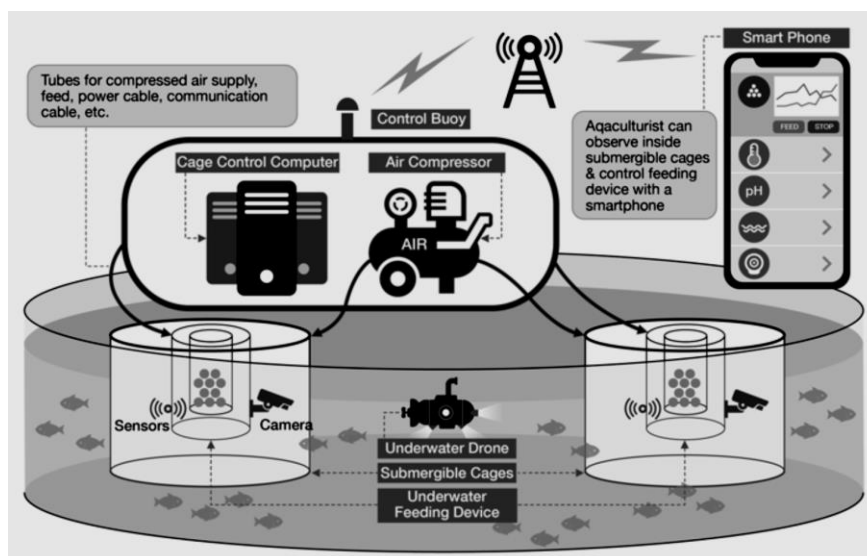 Smart Phone
Tubes for compressed air supply,
feed, power cable, communication
cable, etc.
Control Buoy
Cage Control Computer
Air Compressor
AIR
Aqaculturist can
observe inside
submergible cages
& control feeding
device with a
smartphone
FEED
STOP
pH
Sensors
Camera
Underwater Drone
Submergible Cages
Underwater
Feeding Device